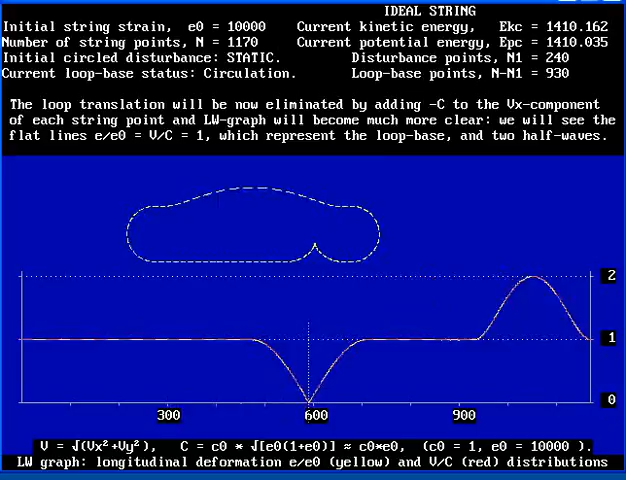 IDEAL STRING
Initial string strain, e0 = 10000 Current kinetic energy, Ekc = 1410.162
Number of string points, N = 1170 Current potential energy, Epc = 1410.035
Initial circled disturbance: STATIC. Disturbance points, N1 = 240
Current loop-base status: Circulation. Loop-base points, N-N1 = 930
The loop translation will be now eliminated by adding -C to the Vx-component
of each string point and LW-graph will become much more clear: we will see the
flat lines e/e0 = V/C = 1, which represent the loop-base, and two half-waves.
2
1
0
300 600 900
V = √(Vx²+Vy²), C = c0 * √[e0(1+e0)] ≈ c0*e0, (c0 = 1, e0 = 10000 ).
LW graph: longitudinal deformation e/e0 (yellow) and V/C (red) distributions